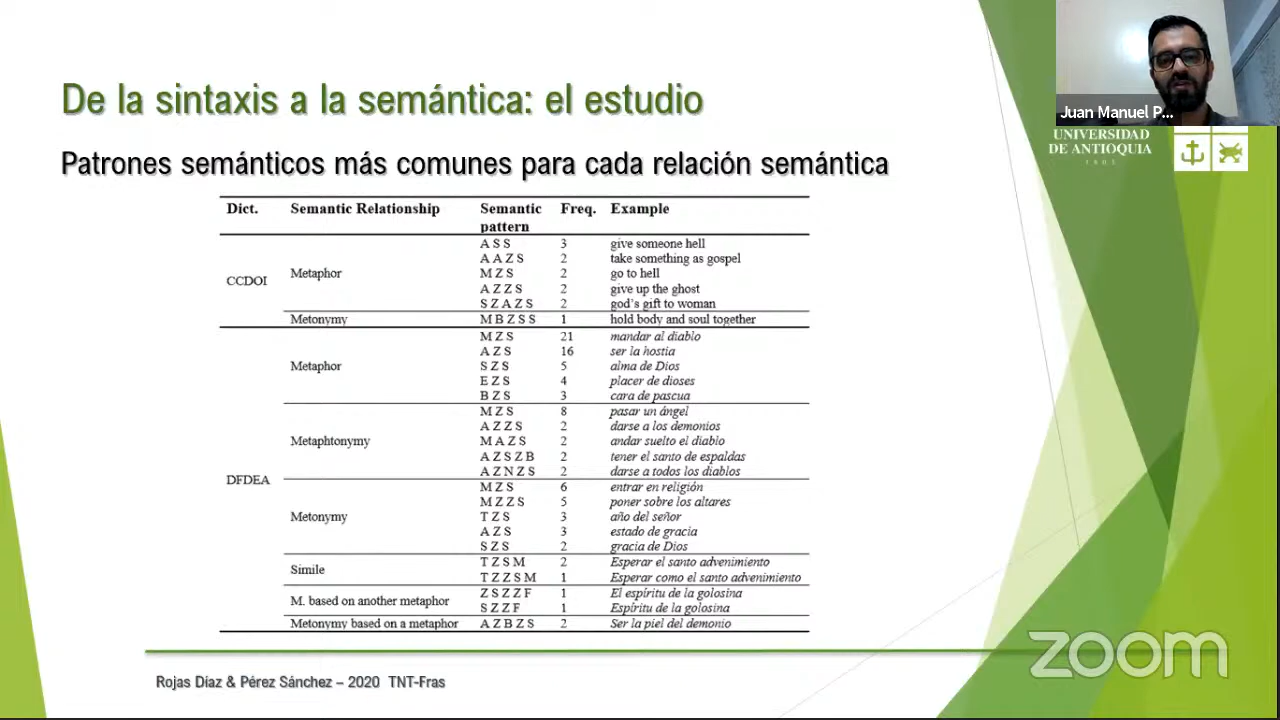 De la sintaxis a la semántica: el estudio
Patrones semánticos más comunes para cada relación semántica
Juan Manuel P...
UNIVERSIDAD
DE ANTIOQUIA
1803
Dict. Semantic Relationship Semantic pattern Freq. Example
CCDOI Metaphor A S S 3 give someone hell
A A Z S 2 take something as gospel
M Z S 2 go to hell
A Z Z S 2 give up the ghost
S Z A Z S 2 god's gift to woman
Metonymy M B Z S S 1 hold body and soul together
DFDEA Metaphor M Z S 21 mandar al diablo
A Z S 16 ser la hostia
S Z S 5 alma de Dios
E Z S 4 placer de dioses
B Z S 3 cara de pascua
Metaphtonymy M Z S 8 pasar un ángel
A Z Z S 2 darse a los demonios
M A Z S 2 andar suelto el diablo
A Z S Z B 2 tener el santo de espaldas
A Z N Z S 2 darse a todos los diablos
Metonymy M Z S 6 entrar en religión
M Z Z S 5 poner sobre los altares
T Z S 3 año del señor
A Z S 3 estado de gracia
S Z S 2 gracia de Dios
Simile T Z S M 2 Esperar el santo advenimiento
T Z Z S M 1 Esperar como el santo advenimiento
M. based on another metaphor Z S Z Z F 1 El espíritu de la golosina
S Z Z F 1 Espíritu de la golosina
Metonymy based on a metaphor A Z B Z S 2 Ser la piel del demonio
Rojas Díaz & Pérez Sánchez – 2020 TNT-Fras
zoom